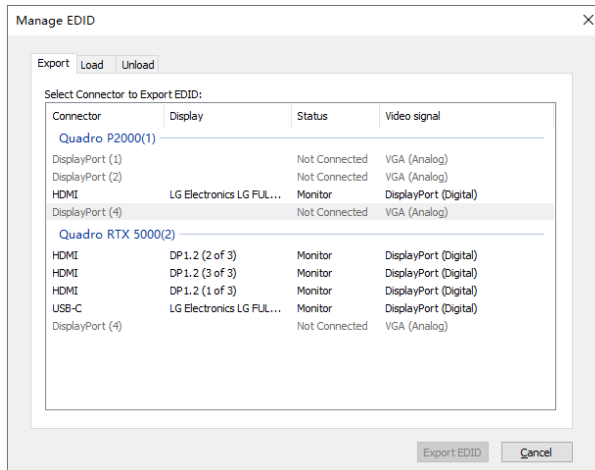 Manage EDID
Export Load Unload
Select Connector to Export EDID:
Connector Display Status Video signal
Quadro P2000(1)
DisplayPort (1) Not Connected VGA (Analog)
DisplayPort (2) Not Connected VGA (Analog)
HDMI LG Electronics LG FUL... Monitor DisplayPort (Digital)
DisplayPort (4) Not Connected VGA (Analog)
Quadro RTX 5000(2)
HDMI DP1.2 (2 of 3) Monitor DisplayPort (Digital)
HDMI DP1.2 (3 of 3) Monitor DisplayPort (Digital)
HDMI DP1.2 (1 of 3) Monitor DisplayPort (Digital)
USB-C LG Electronics LG FUL... Monitor DisplayPort (Digital)
DisplayPort (4) Not Connected VGA (Analog)
Export EDID Cancel